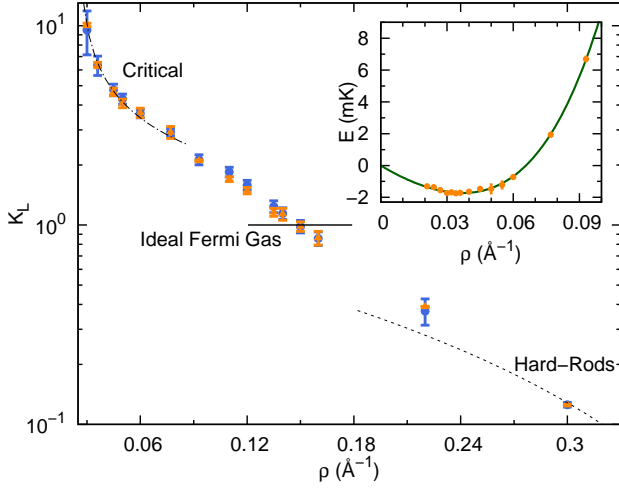 10¹
10⁰
10⁻¹
K_L
Critical
Ideal Fermi Gas
Hard−Rods
0.06
0.12
0.18
0.24
0.3
ρ (Å⁻¹)
8
6
4
2
0
−2
E (mK)
0
0.03
0.06
0.09
ρ (Å⁻¹)